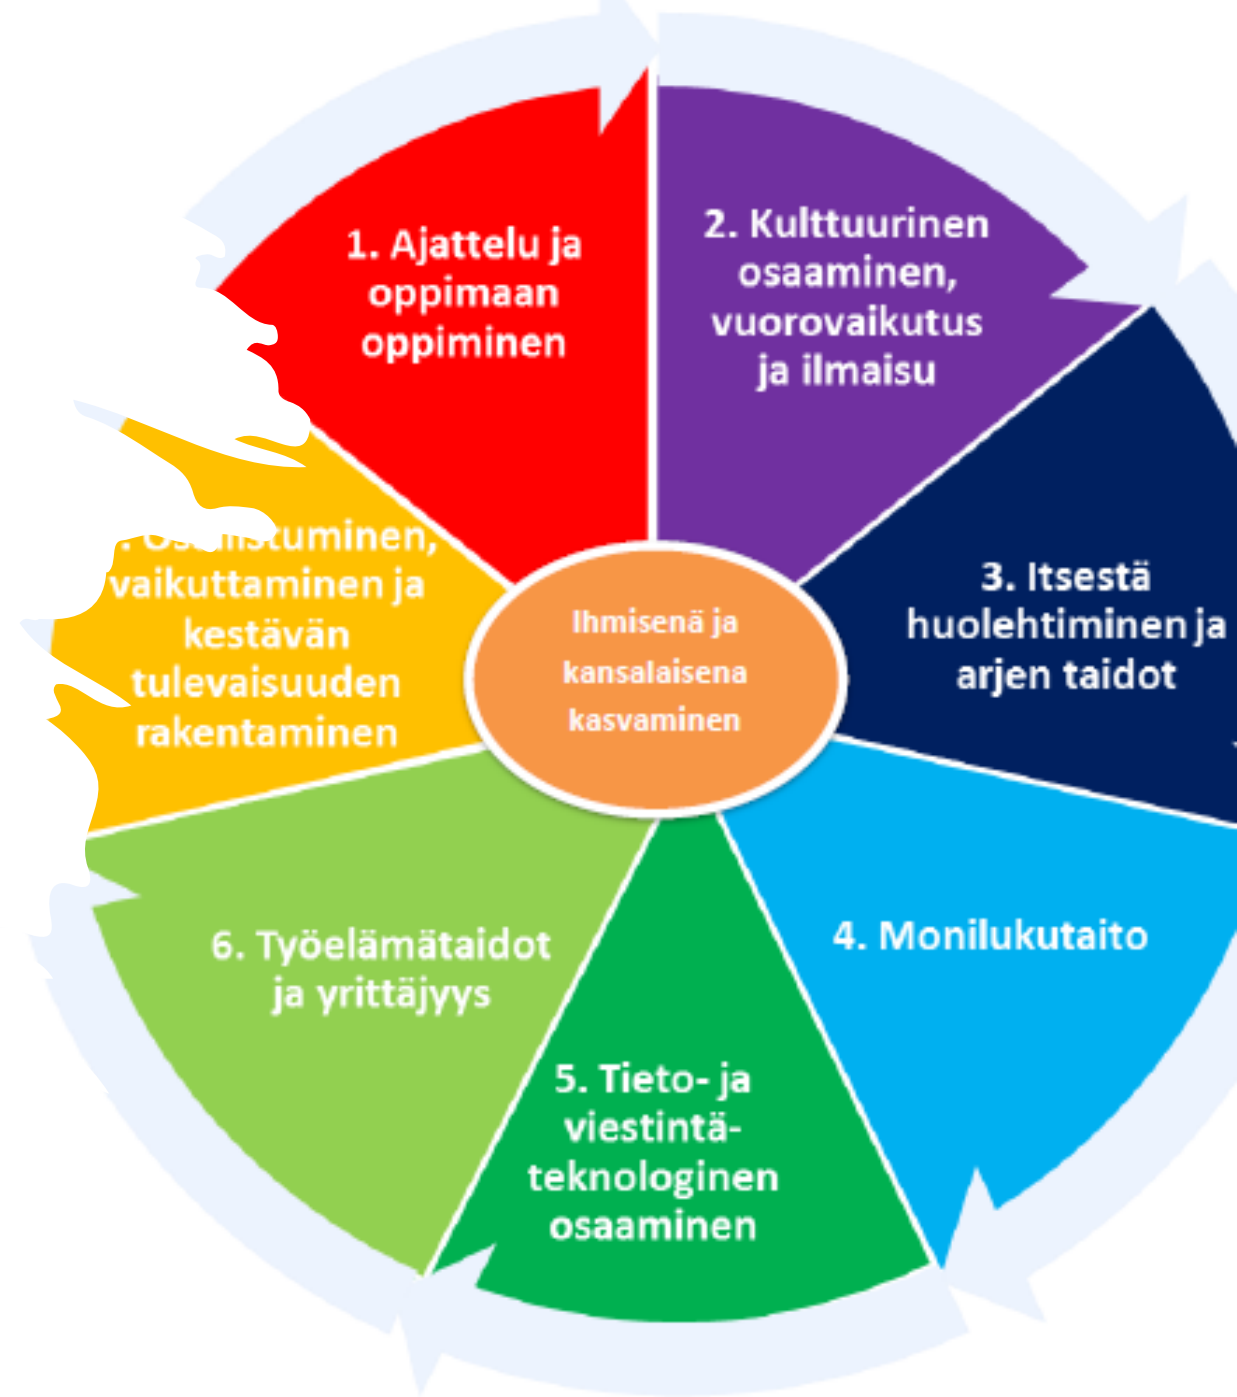 1. Ajattelu ja
oppimaan
oppiminen
2. Kulttuurinen
osaaminen,
vuorovaikutus
ja ilmaisu
3. Itsestä
huolehtiminen ja
arjen taidot
4. Monilukutaito
5. Tieto- ja
viestintä-
teknologinen
osaaminen
6. Työelämätaidot
ja yrittäjyys
vaikuttaminen ja
kestävän
tulevaisuuden
rakentaminen
Ihmisenä ja
kansalaisena
kasvaminen